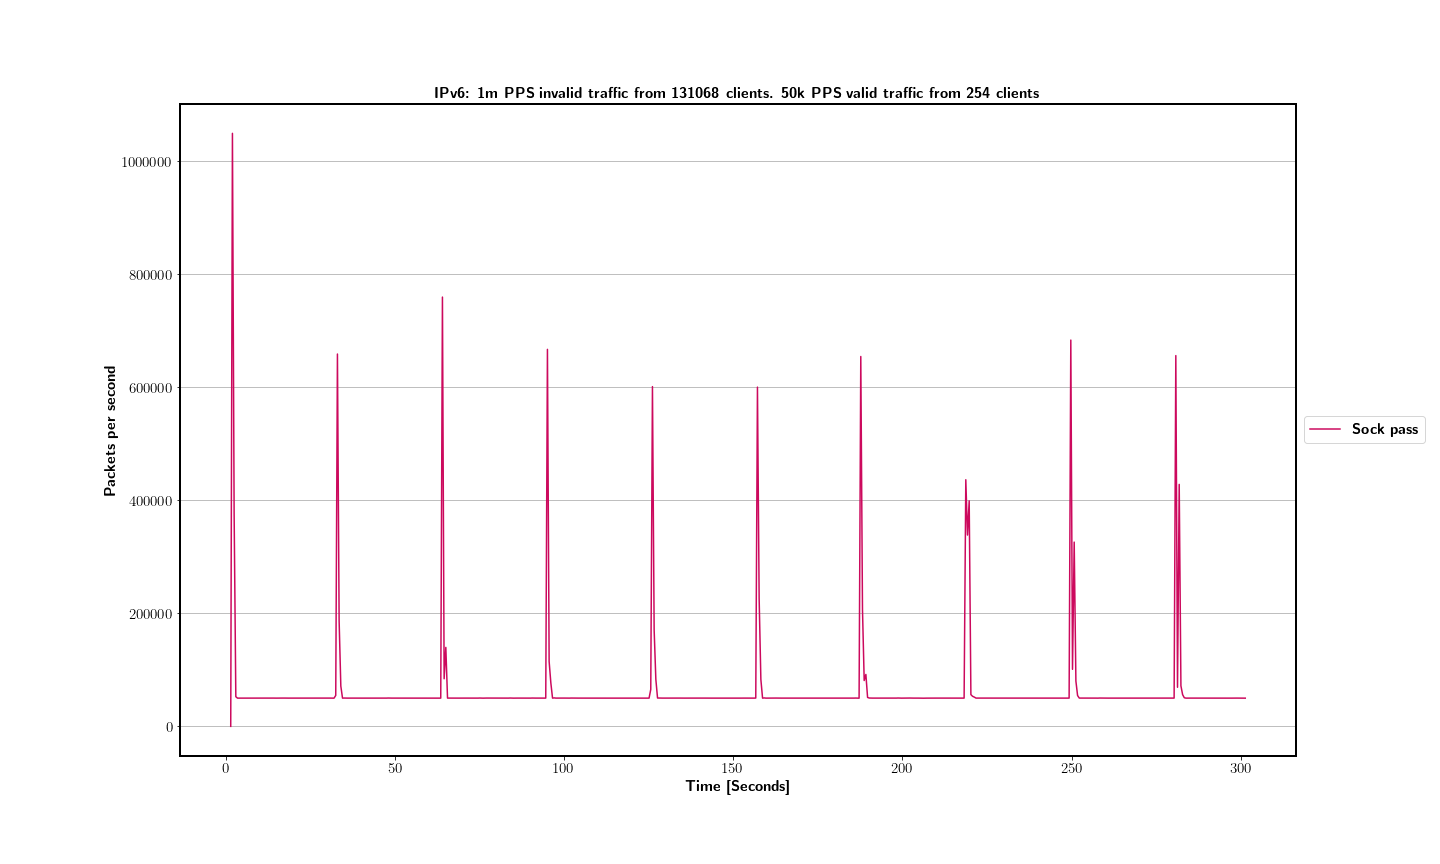 IPv6: 1m PPS invalid traffic from 131068 clients. 50k PPS valid traffic from 254 clients
1000000
800000
600000
400000
200000
0
Packets per second
Sock pass
0 50 100 150 200 250 300
Time [Seconds]